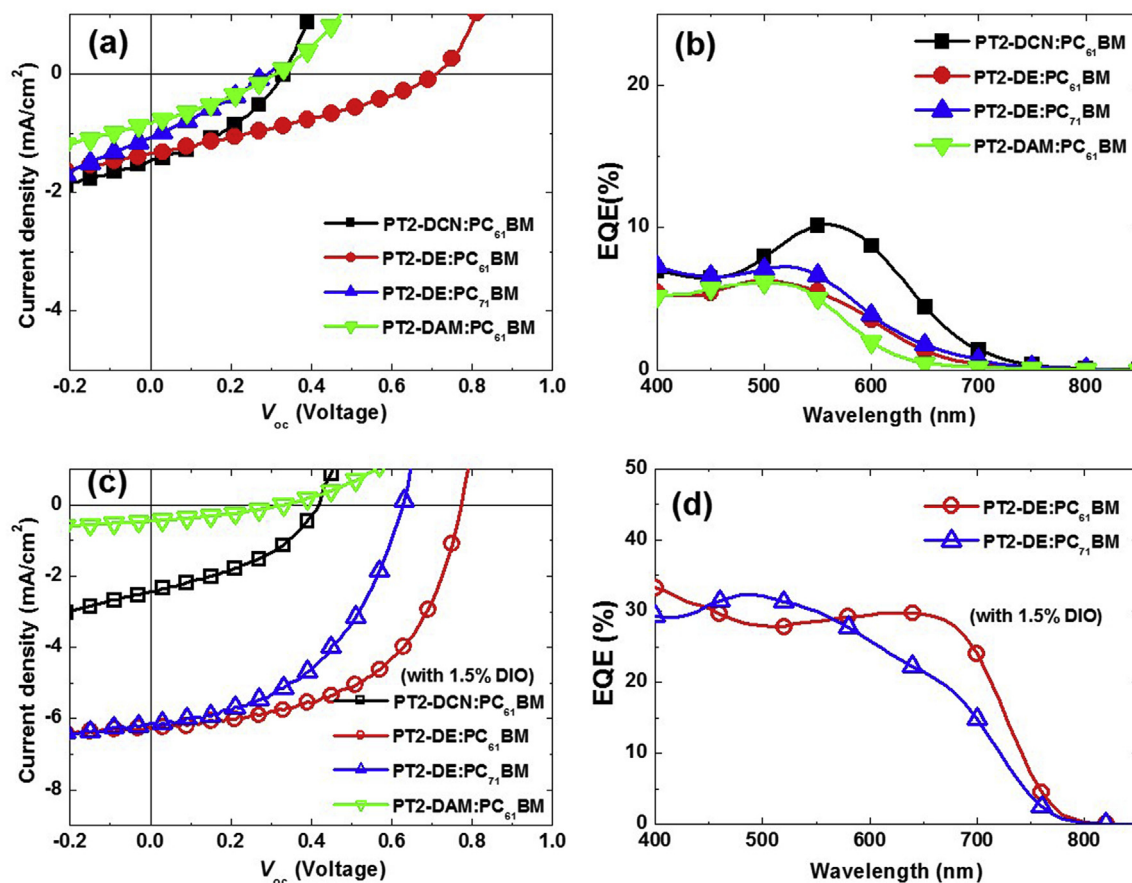 (a)
Current density (mA/cm²)
0
-2
-4
-0.2 0.0 0.2 0.4 0.6 0.8 1.0
V_oc (Voltage)
PT2-DCN:PC₆₁BM
PT2-DE:PC₆₁BM
PT2-DE:PC₇₁BM
PT2-DAM:PC₆₁BM
(b)
EQE(%)
20
10
0
400 500 600 700 800
Wavelength (nm)
PT2-DCN:PC₆₁BM
PT2-DE:PC₆₁BM
PT2-DE:PC₇₁BM
PT2-DAM:PC₆₁BM
(c)
Current density (mA/cm²)
0
-2
-4
-6
-8
-0.2 0.0 0.2 0.4 0.6 0.8 1.0
V_oc (Voltage)
(with 1.5% DIO)
PT2-DCN:PC₆₁BM
PT2-DE:PC₆₁BM
PT2-DE:PC₇₁BM
PT2-DAM:PC₆₁BM
(d)
EQE (%)
50
40
30
20
10
0
400 500 600 700 800
Wavelength (nm)
PT2-DE:PC₆₁BM
PT2-DE:PC₇₁BM
(with 1.5% DIO)